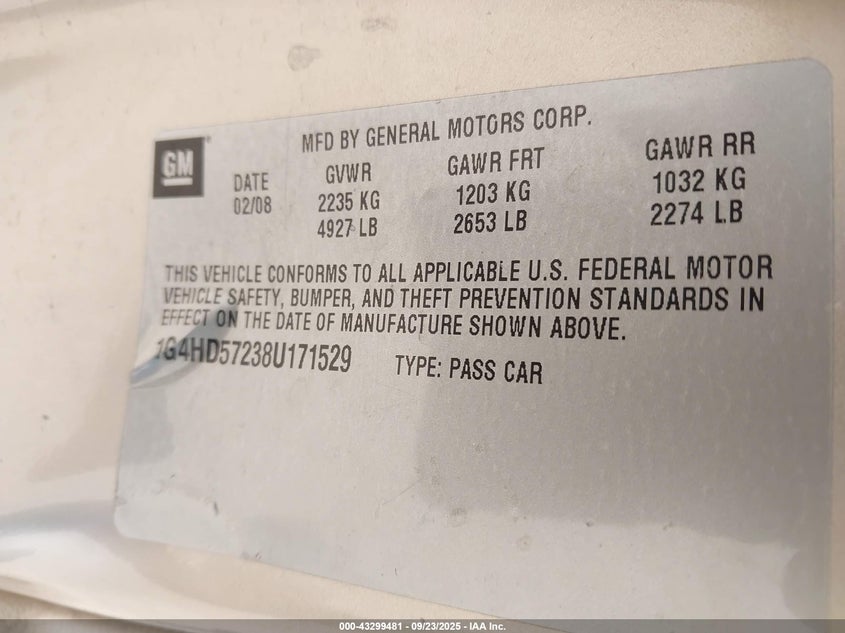 MFD BY GENERAL MOTORS CORP.
GM
DATE GVWR GAWR FRT GAWR RR
02/08 2235 KG 1203 KG 1032 KG
4927 LB 2653 LB 2274 LB
THIS VEHICLE CONFORMS TO ALL APPLICABLE U.S. FEDERAL MOTOR
VEHICLE SAFETY, BUMPER, AND THEFT PREVENTION STANDARDS IN
EFFECT ON THE DATE OF MANUFACTURE SHOWN ABOVE.
1G4HD57238U171529 TYPE: PASS CAR
000-43299481 - 09/23/2025 - IAA Inc.